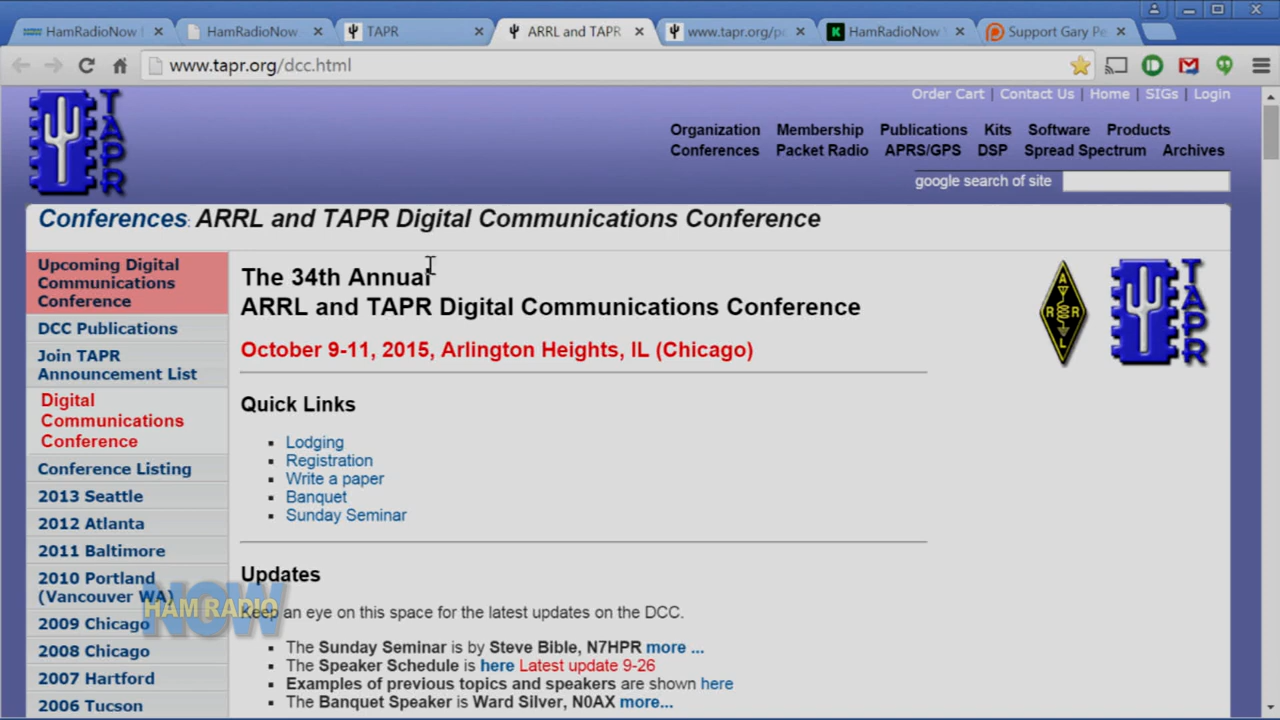 HamRadioNow
HamRadioNow
TAPR
ARRL and TAPR
www.tapr.org/p
HamRadioNow
Support Gary Pe
www.tapr.org/dcc.html
Order Cart | Contact Us | Home | SIGs | Login
TAPR
Organization Membership Publications Kits Software Products
Conferences Packet Radio APRS/GPS DSP Spread Spectrum Archives
google search of site
Conferences: ARRL and TAPR Digital Communications Conference
Upcoming Digital
Communications
Conference
DCC Publications
Join TAPR
Announcement List
Digital
Communications
Conference
Conference Listing
2013 Seattle
2012 Atlanta
2011 Baltimore
2010 Portland
(Vancouver WA)
2009 Chicago
2008 Chicago
2007 Hartford
2006 Tucson
The 34th Annual
ARRL and TAPR Digital Communications Conference
October 9-11, 2015, Arlington Heights, IL (Chicago)
ARRL
TAPR
Quick Links
Lodging
Registration
Write a paper
Banquet
Sunday Seminar
Updates
Keep an eye on this space for the latest updates on the DCC.
The Sunday Seminar is by Steve Bible, N7HPR more ...
The Speaker Schedule is here Latest update 9-26
Examples of previous topics and speakers are shown here
The Banquet Speaker is Ward Silver, N0AX more...
HAM RADIO
NOW